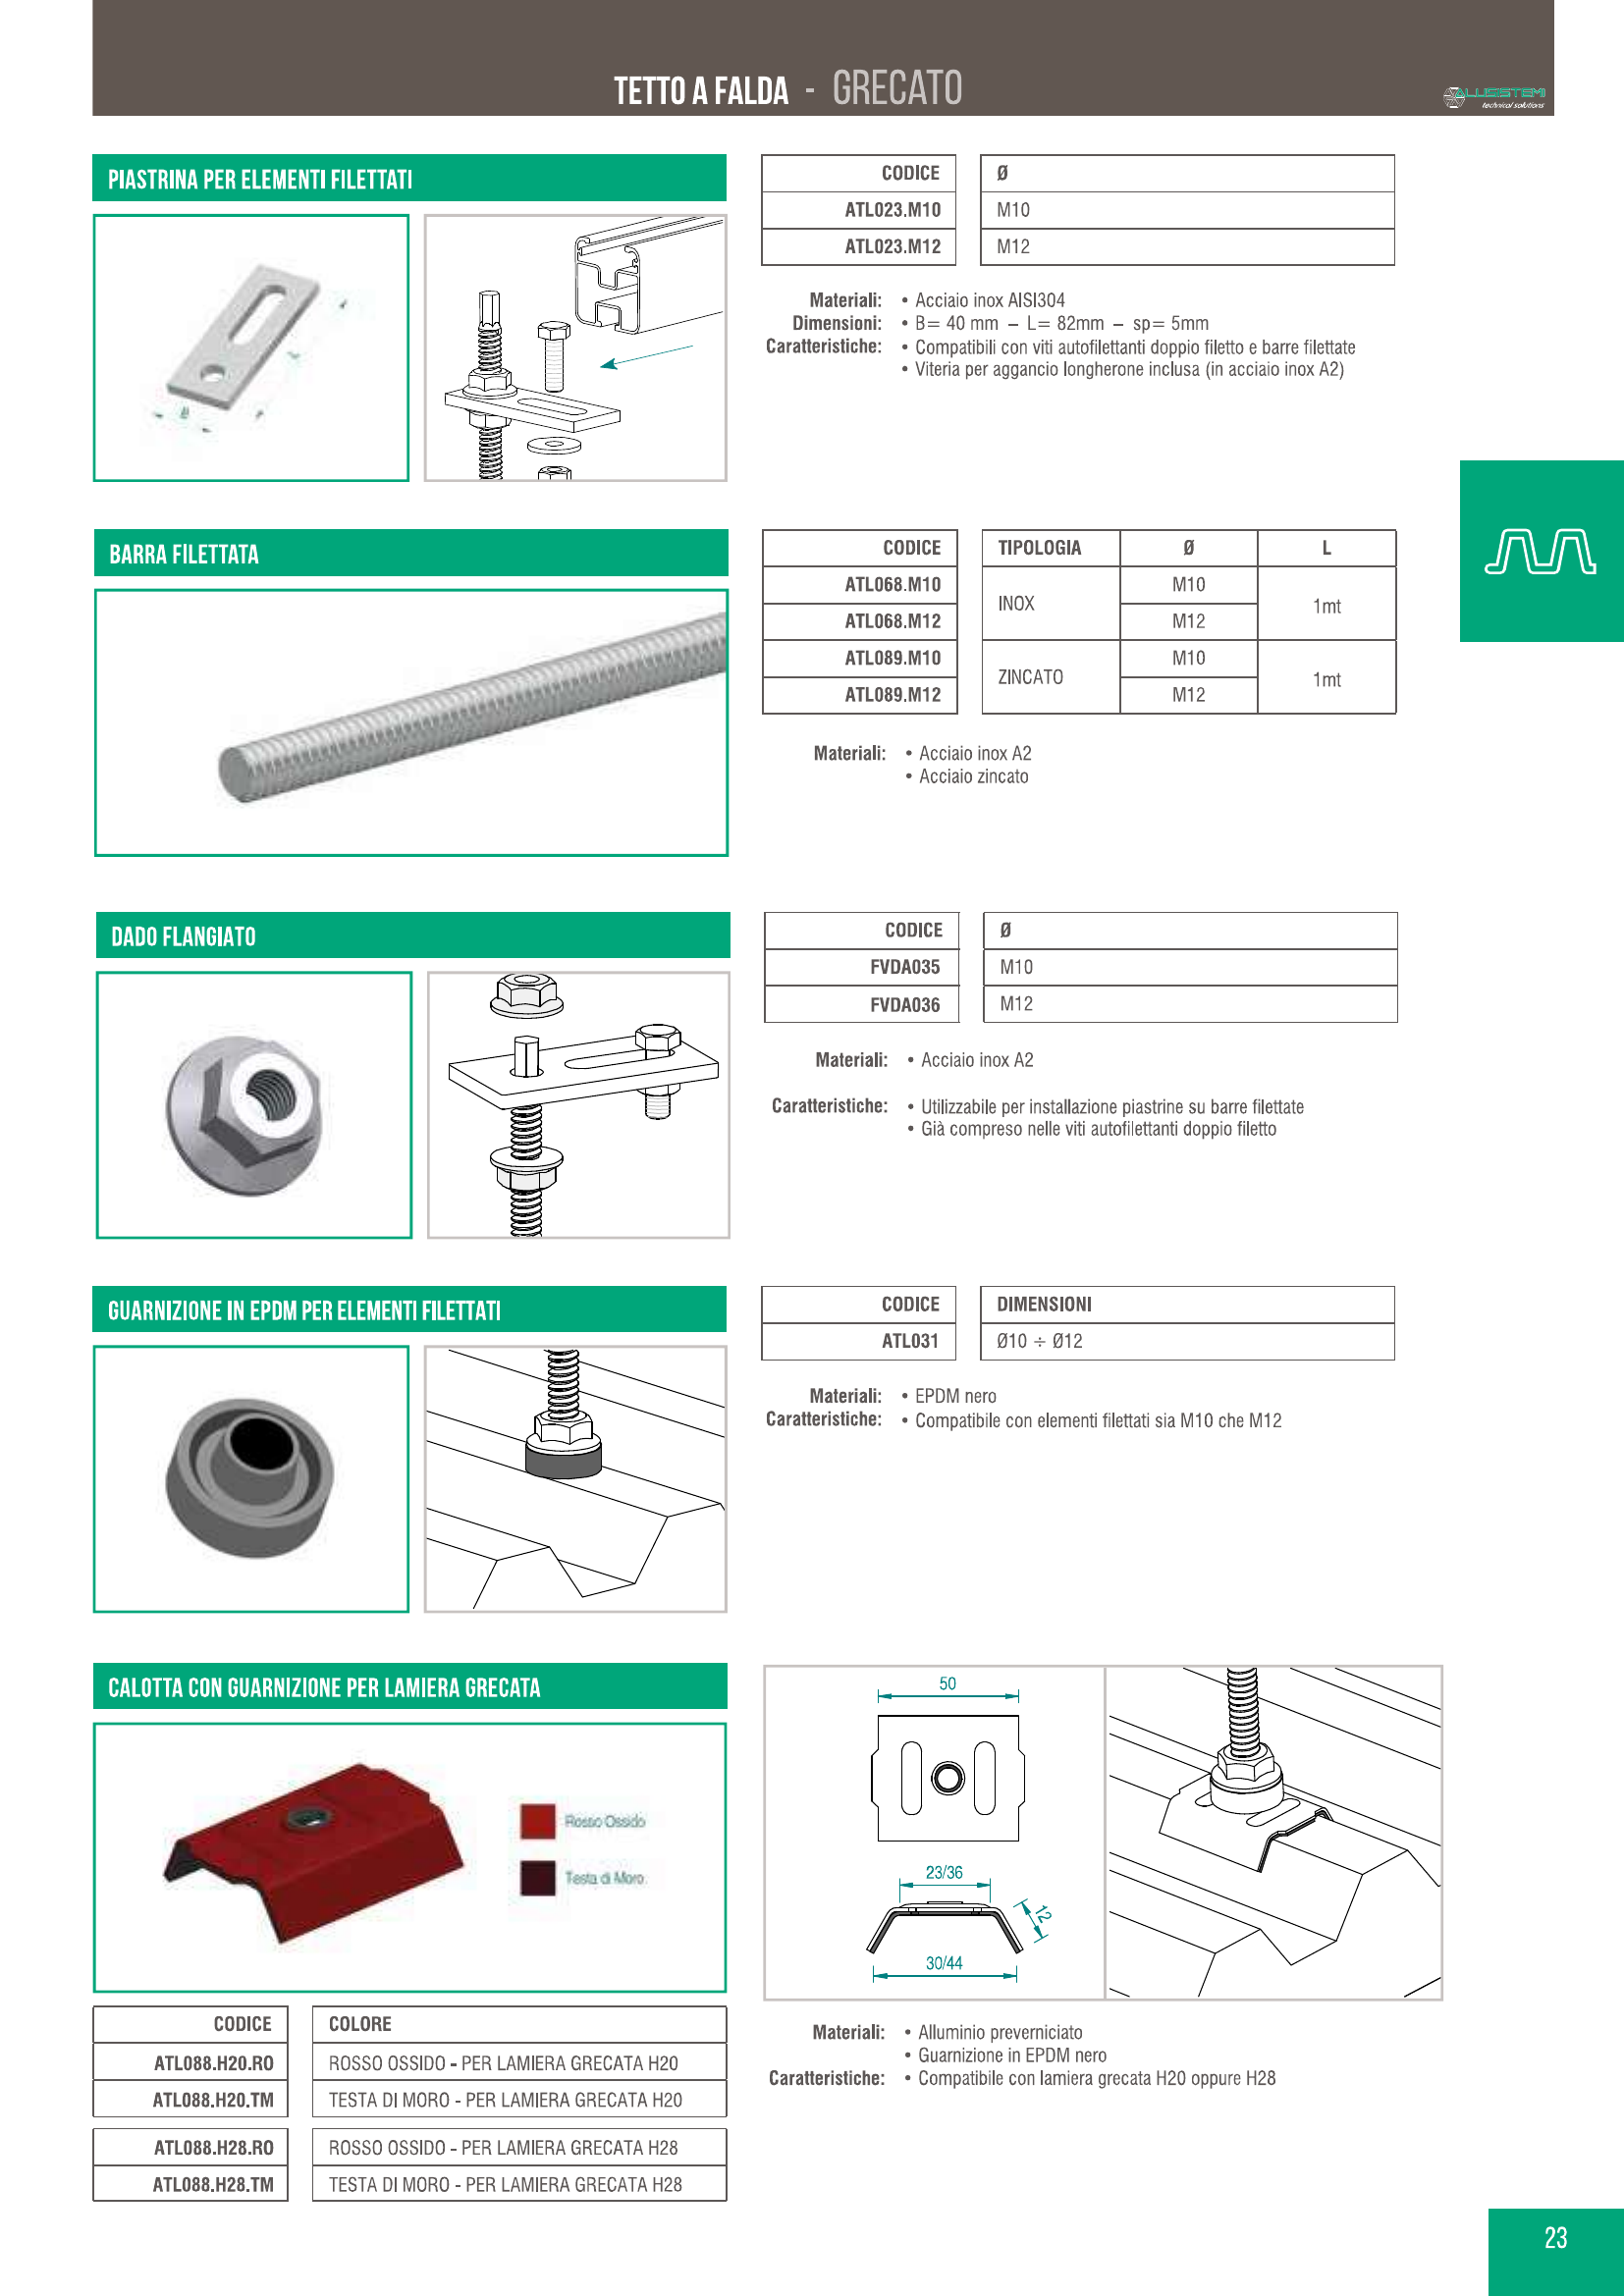 TETTO A FALDA - GRECATO
ALUSISTEMI
technical solutions
PIASTRINA PER ELEMENTI FILETTATI
CODICE Ø
ATL023.M10 M10
ATL023.M12 M12
Materiali: • Acciaio inox AISI304
Dimensioni: • B= 40 mm – L= 82mm – sp= 5mm
Caratteristiche: • Compatibili con viti autofilettanti doppio filetto e barre filettate
• Viteria per aggancio longherone inclusa (in acciaio inox A2)
BARRA FILETTATA
CODICE TIPOLOGIA Ø L
ATL068.M10 INOX M10 1mt
ATL068.M12 M12
ATL089.M10 ZINCATO M10 1mt
ATL089.M12 M12
Materiali: • Acciaio inox A2
• Acciaio zincato
DADO FLANGIATO
CODICE Ø
FVDA035 M10
FVDA036 M12
Materiali: • Acciaio inox A2
Caratteristiche: • Utilizzabile per installazione piastrine su barre filettate
• Già compreso nelle viti autofilettanti doppio filetto
GUARNIZIONE IN EPDM PER ELEMENTI FILETTATI
CODICE DIMENSIONI
ATL031 Ø10 ÷ Ø12
Materiali: • EPDM nero
Caratteristiche: • Compatibile con elementi filettati sia M10 che M12
CALOTTA CON GUARNIZIONE PER LAMIERA GRECATA
Rosso Ossido
Testa di Moro
50
23/36
12
30/44
CODICE COLORE
ATL088.H20.RO ROSSO OSSIDO - PER LAMIERA GRECATA H20
ATL088.H20.TM TESTA DI MORO - PER LAMIERA GRECATA H20
ATL088.H28.RO ROSSO OSSIDO - PER LAMIERA GRECATA H28
ATL088.H28.TM TESTA DI MORO - PER LAMIERA GRECATA H28
Materiali: • Alluminio preverniciato
• Guarnizione in EPDM nero
Caratteristiche: • Compatibile con lamiera grecata H20 oppure H28
23